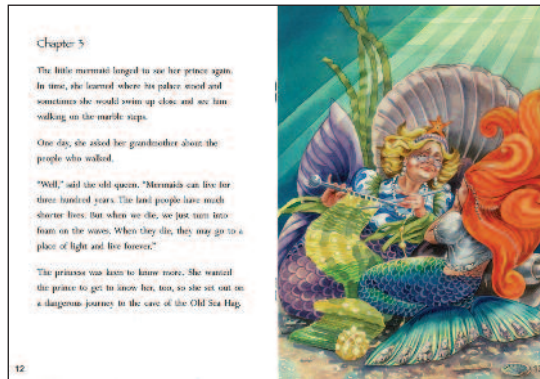 Chapter 3
The little mermaid longed to see her prince again.
In time, she learned where his palace stood and
sometimes she would swim up close and see him
walking on the marble steps.
One day, she asked her grandmother about the
people who walked.
"Well," said the old queen. "Mermaids can live for
three hundred years. The land people have much
shorter lives. But when we die, we just turn into
foam on the waves. When they die, they may go to a
place of light and live forever."
The princess was keen to know more. She wanted
the prince to get to know her, too, so she set out on
a dangerous journey to the cave of the Old Sea Hag.
12